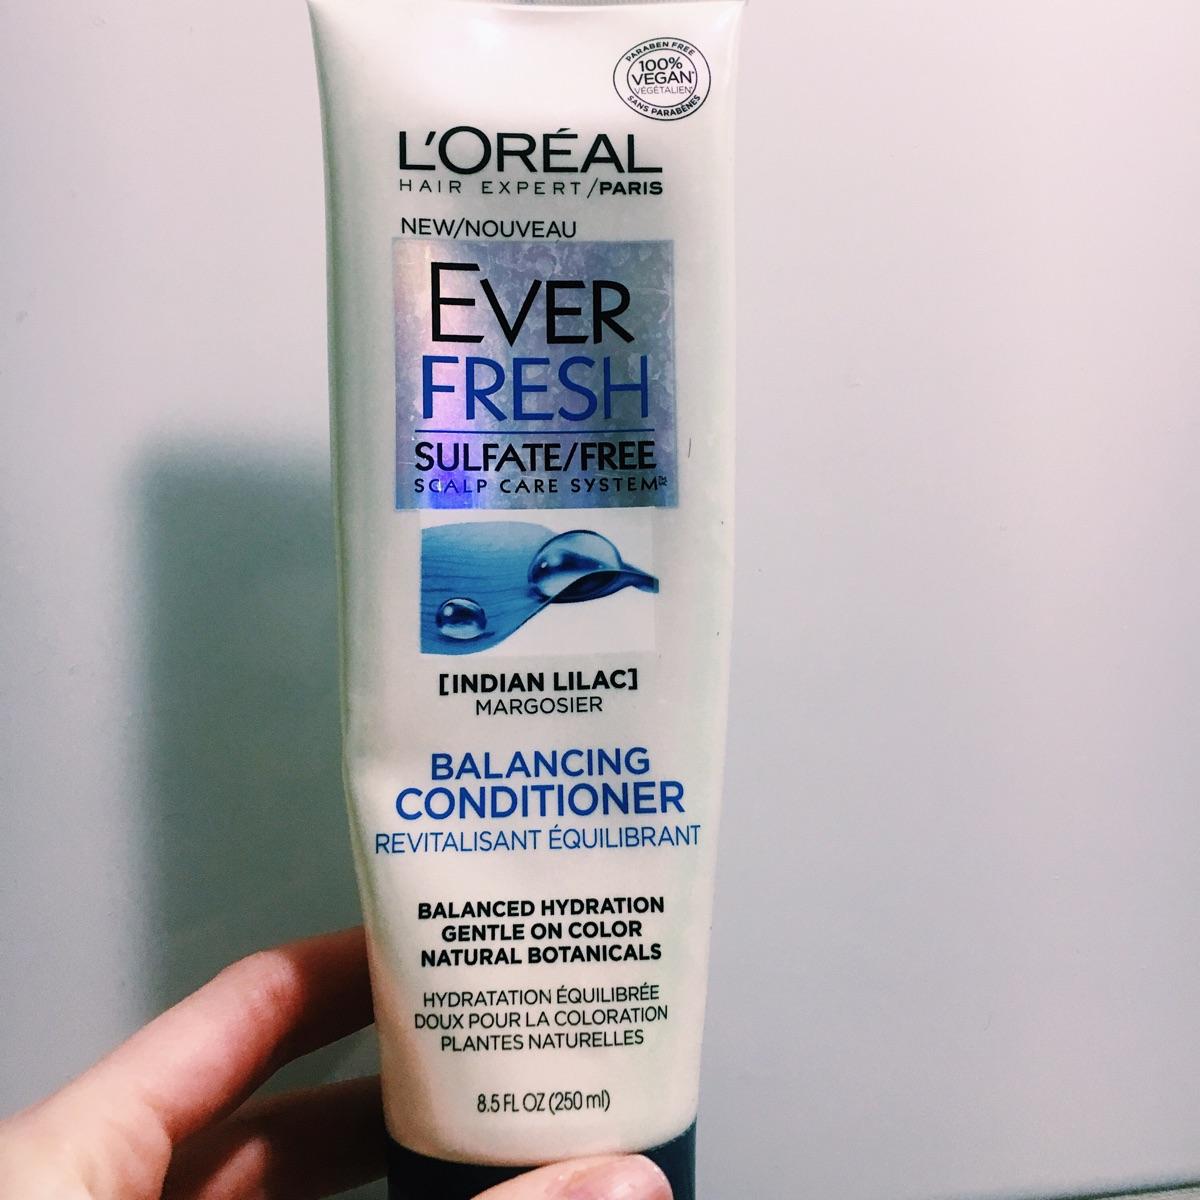 PARABEN FREE
100%
VEGAN*
VÉGÉTALIEN*
SANS PARABÈNES
L'ORÉAL
HAIR EXPERT/PARIS
NEW/NOUVEAU
EVER
FRESH
SULFATE/FREE
SCALP CARE SYSTEM
[INDIAN LILAC]
MARGOSIER
BALANCING
CONDITIONER
REVITALISANT ÉQUILIBRANT
BALANCED HYDRATION
GENTLE ON COLOR
NATURAL BOTANICALS
HYDRATATION ÉQUILIBRÉE
DOUX POUR LA COLORATION
PLANTES NATURELLES
8.5 FL OZ (250 ml)